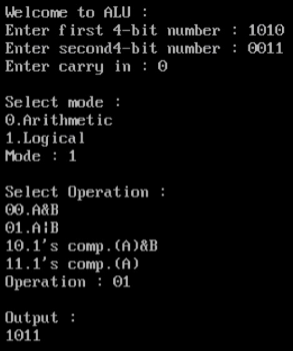 Welcome to ALU :
Enter first 4-bit number : 1010
Enter second4-bit number : 0011
Enter carry in : 0
Select mode :
0.Arithmetic
1.Logical
Mode : 1
Select Operation :
00.A&B
01.A¦B
10.1's comp.(A)&B
11.1's comp.(A)
Operation : 01
Output :
1011